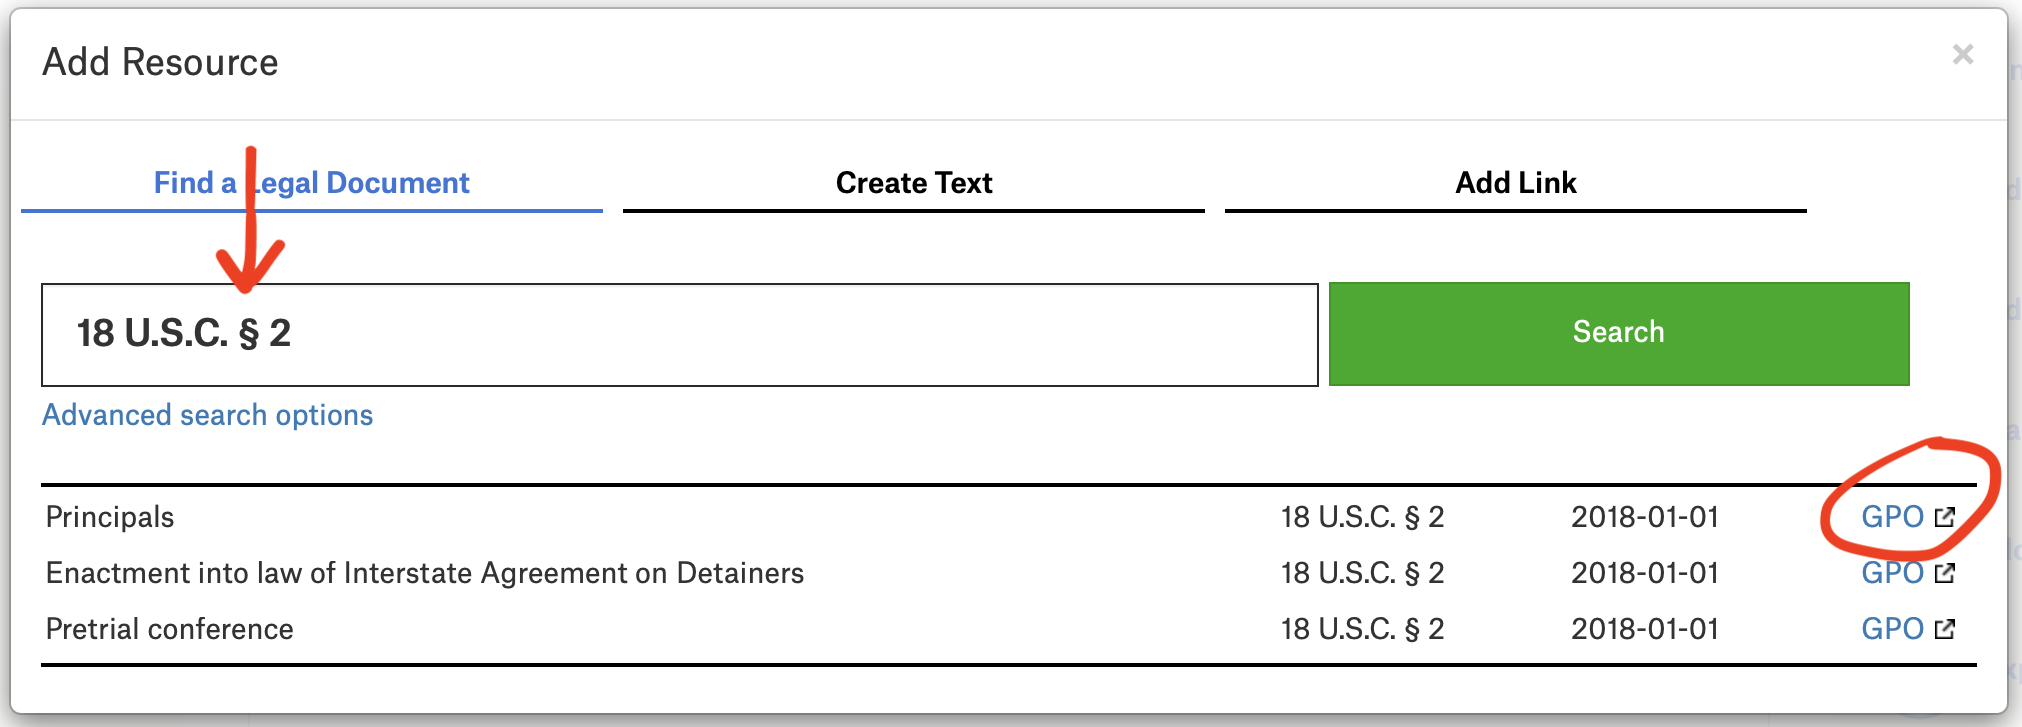 Add Resource ×
Find a Legal Document Create Text Add Link
18 U.S.C. § 2 Search
Advanced search options
Principals 18 U.S.C. § 2 2018-01-01 GPO
Enactment into law of Interstate Agreement on Detainers 18 U.S.C. § 2 2018-01-01 GPO
Pretrial conference 18 U.S.C. § 2 2018-01-01 GPO